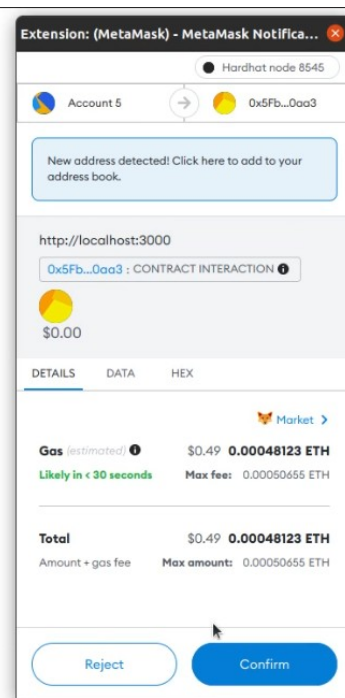 Extension: (MetaMask) - MetaMask Notifica...
Hardhat node 8545
Account 5
0x5Fb...0aa3
New address detected! Click here to add to your
address book.
http://localhost:3000
0x5Fb...0aa3 : CONTRACT INTERACTION
$0.00
DETAILS DATA HEX
Market >
Gas (estimated) $0.49 0.00048123 ETH
Likely in < 30 seconds Max fee: 0.00050655 ETH
Total $0.49 0.00048123 ETH
Amount + gas fee Max amount: 0.00050655 ETH
Reject Confirm